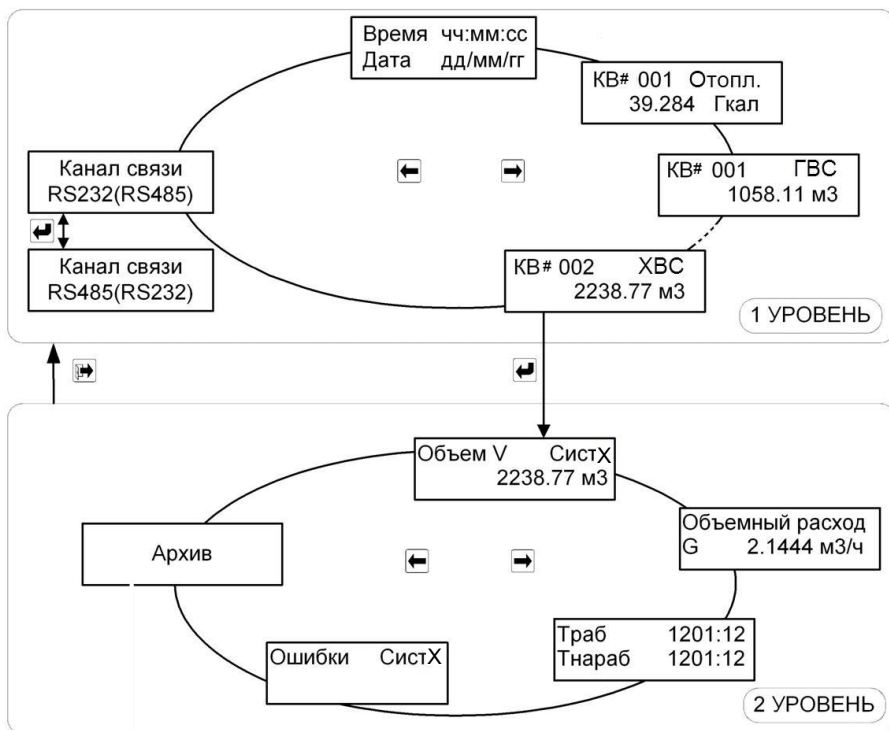 Время чч:мм:сс
Дата дд/мм/гг
КВ# 001 Отопл.
39.284 Гкал
КВ# 001 ГВС
1058.11 м3
Канал связи
RS232(RS485)
Канал связи
RS485(RS232)
КВ# 002 ХВС
2238.77 м3
1 УРОВЕНЬ
Объем V СистX
2238.77 м3
Объемный расход
G 2.1444 м3/ч
Архив
Траб 1201:12
Тнараб 1201:12
Ошибки СистX
2 УРОВЕНЬ